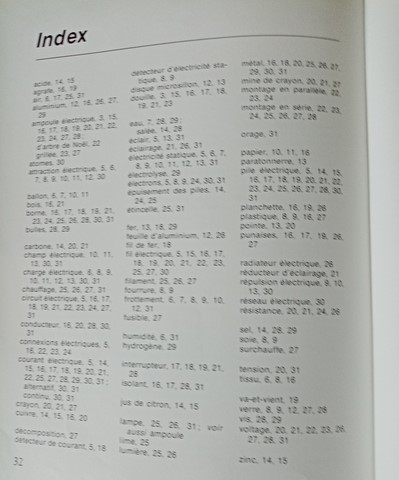 Index
acide, 14, 15
agrafe, 16, 19
air, 6, 17, 25, 31
aluminium, 12, 16, 26, 27,
29
ampoule électrique, 3, 15,
16, 17, 18, 19, 20, 21, 22,
23, 24, 27, 28 ;
d'arbre de Noël, 22
grillée, 23, 27
atomes, 30
attraction électrique, 5, 6,
7, 8, 9, 10, 11, 12, 30
ballon, 6, 7, 10, 11
bois, 16, 21
borne, 16, 17, 18, 19, 21,
23, 24, 25, 26, 28, 30, 31
bulles, 28, 29
carbone, 14, 20, 21
champ électrique, 10, 11,
13, 30, 31
charge électrique, 6, 8, 9,
10, 11, 12, 13, 30, 31
chauffage, 25, 26, 27, 31
circuit électrique, 5, 16, 17,
18, 19, 21, 22, 23, 24, 27,
31
conducteur, 16, 20, 28, 30,
31
connexions électriques, 5,
16, 22, 23, 24
courant électrique, 5, 14,
15, 16, 17, 18, 19, 20, 21,
22, 25, 27, 28, 29, 30, 31 ;
alternatif, 30, 31
continu, 30, 31
crayon, 20, 21, 27
cuivre, 14, 15, 16, 20
décomposition, 27
détecteur de courant, 5, 18
32
détecteur d'électricité sta-
tique, 8, 9
disque microsillon, 12, 13
douille, 3, 15, 16, 17, 18,
19, 21, 23
eau, 7, 28, 29 ;
salée, 14, 28
éclair, 5, 13, 31
éclairage, 21, 26, 31
électricité statique, 5, 6, 7,
8, 9, 10, 11, 12, 13, 31
électrolyse, 29
électrons, 5, 6, 9, 24, 30, 31
épuisement des piles, 14,
24, 25
étincelle, 25, 31
fer, 13, 18, 29
feuille d'aluminium, 12, 26
fil de fer, 18
fil électrique, 5, 15, 16, 17,
18, 19, 20, 21, 22, 23,
25, 27, 30
filament, 25, 26, 27
fourrure, 8, 9
frottement, 6, 7, 8, 9, 10,
12, 31
fusible, 27
humidité, 6, 31
hydrogène, 29
interrupteur, 17, 18, 19, 21,
28
isolant, 16, 17, 28, 31
jus de citron, 14, 15
lampe, 25, 26, 31 ; voir
aussi ampoule
lime, 25
lumière, 25, 26
métal, 16, 18, 20, 25, 26, 27,
29, 30, 31
mine de crayon, 20, 21, 27
montage en parallèle, 22,
23, 24
montage en série, 22, 23,
24, 25, 26, 27, 28
orage, 31
papier, 10, 11, 16
paratonnerre, 13
pile électrique, 5, 14, 15,
16, 17, 18, 19, 20, 21, 22,
23, 24, 25, 26, 27, 28, 30,
31
planchette, 16, 19, 26
plastique, 8, 9, 16, 27
pointe, 13, 20
punaises, 16, 17, 19, 26,
27
radiateur électrique, 26
réducteur d'éclairage, 21
répulsion électrique, 8, 10,
13, 30
réseau électrique, 30
résistance, 20, 21, 24, 26
sel, 14, 28, 29
soie, 8, 9
surchauffe, 27
tension, 20, 31
tissu, 6, 8, 16
va-et-vient, 19
verre, 8, 9, 12, 27, 28
vis, 28, 29
voltage, 20, 21, 22, 23, 26,
27, 28, 31
zinc, 14, 15